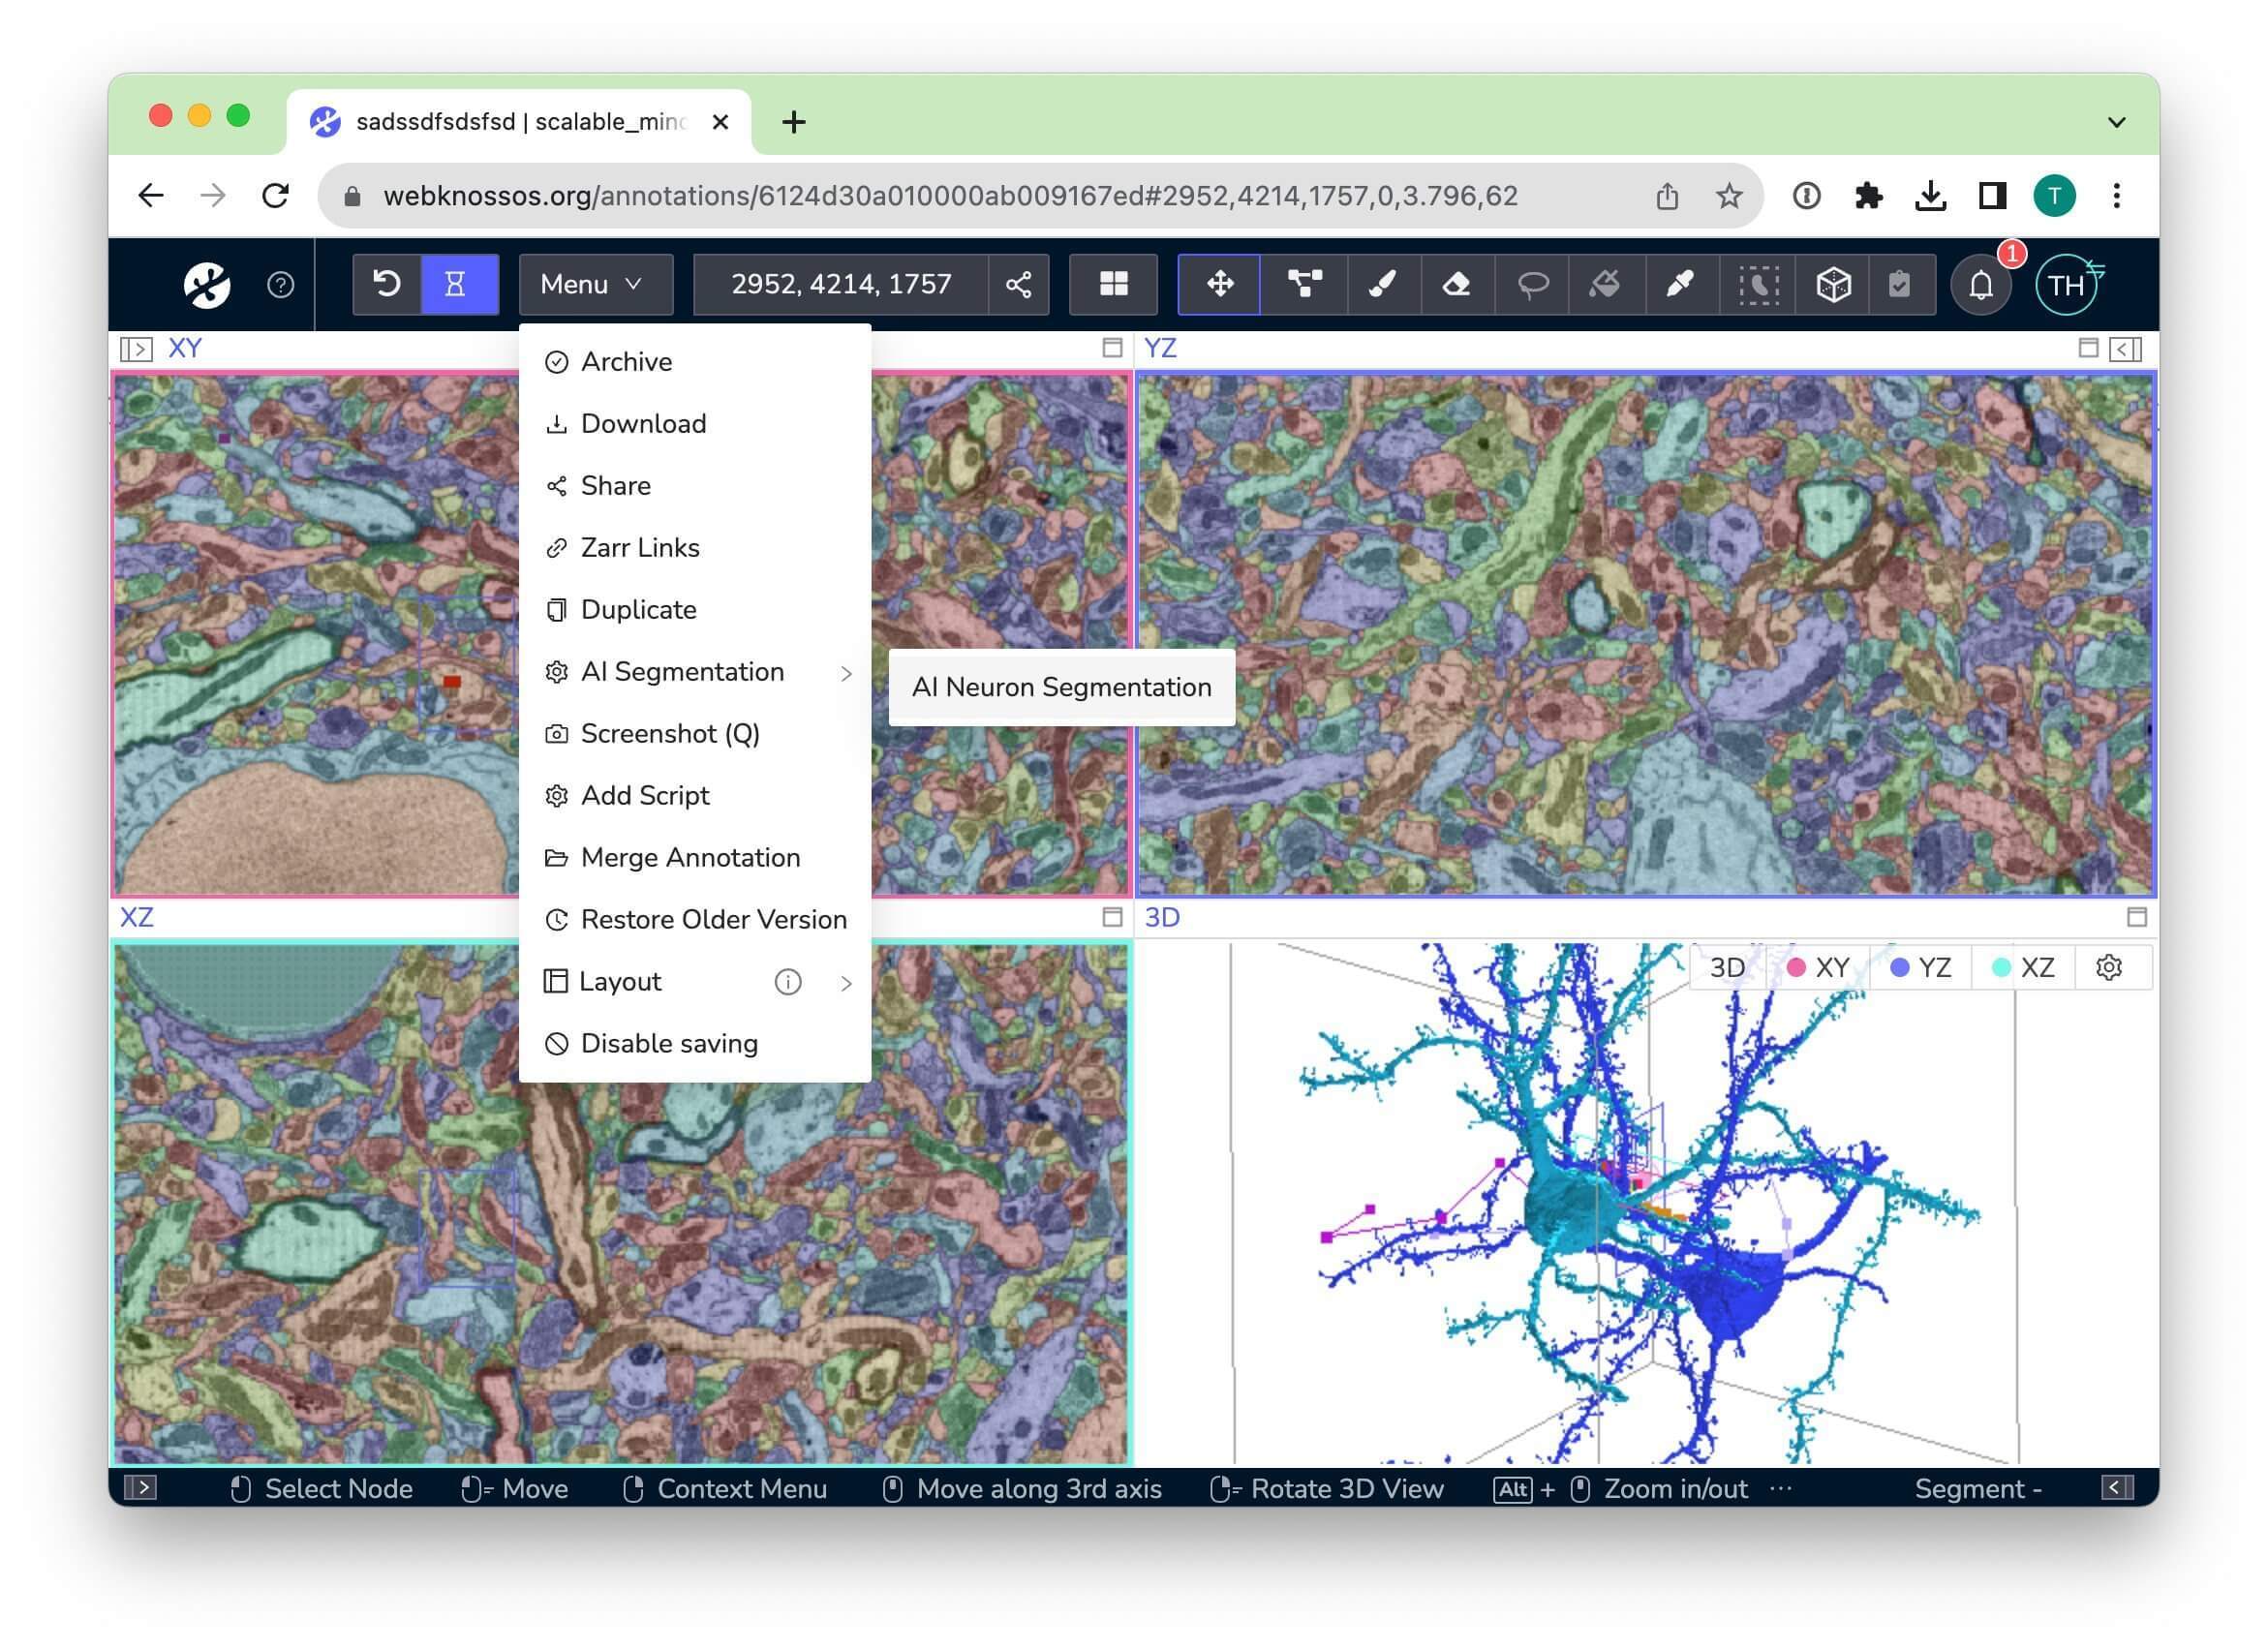 sadssdfsdsfsd | scalable_minc
webknossos.org/annotations/6124d30a010000ab009167ed#2952,4214,1757,0,3.796,62
T
Menu
2952, 4214, 1757
1
TH
XY
YZ
Archive
Download
Share
Zarr Links
Duplicate
AI Segmentation
AI Neuron Segmentation
Screenshot (Q)
Add Script
Merge Annotation
Restore Older Version
Layout
Disable saving
XZ
3D
3D XY YZ XZ
Select Node Move Context Menu Move along 3rd axis Rotate 3D View Alt + Zoom in/out ··· Segment -